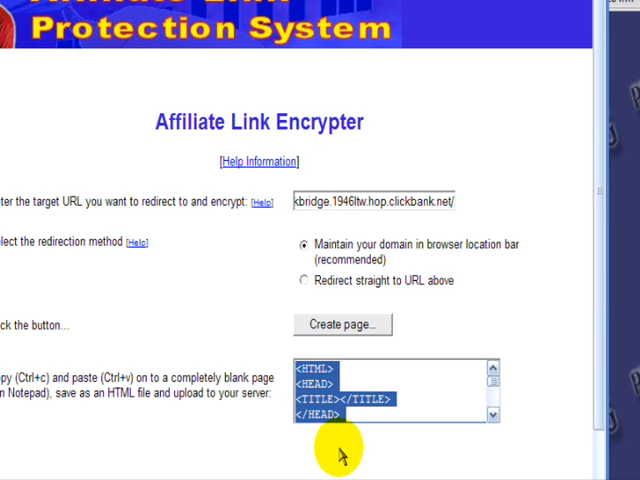 Protection System
Affiliate Link Encrypter
[Help Information]
ter the target URL you want to redirect to and encrypt: [Help]
kbridge.1946ltw.hop.clickbank.net/
lect the redirection method [Help]
Maintain your domain in browser location bar
(recommended)
Redirect straight to URL above
ck the button...
Create page...
py (Ctrl+c) and paste (Ctrl+v) on to a completely blank page
n Notepad), save as an HTML file and upload to your server:
<HTML>
<HEAD>
<TITLE></TITLE>
</HEAD>